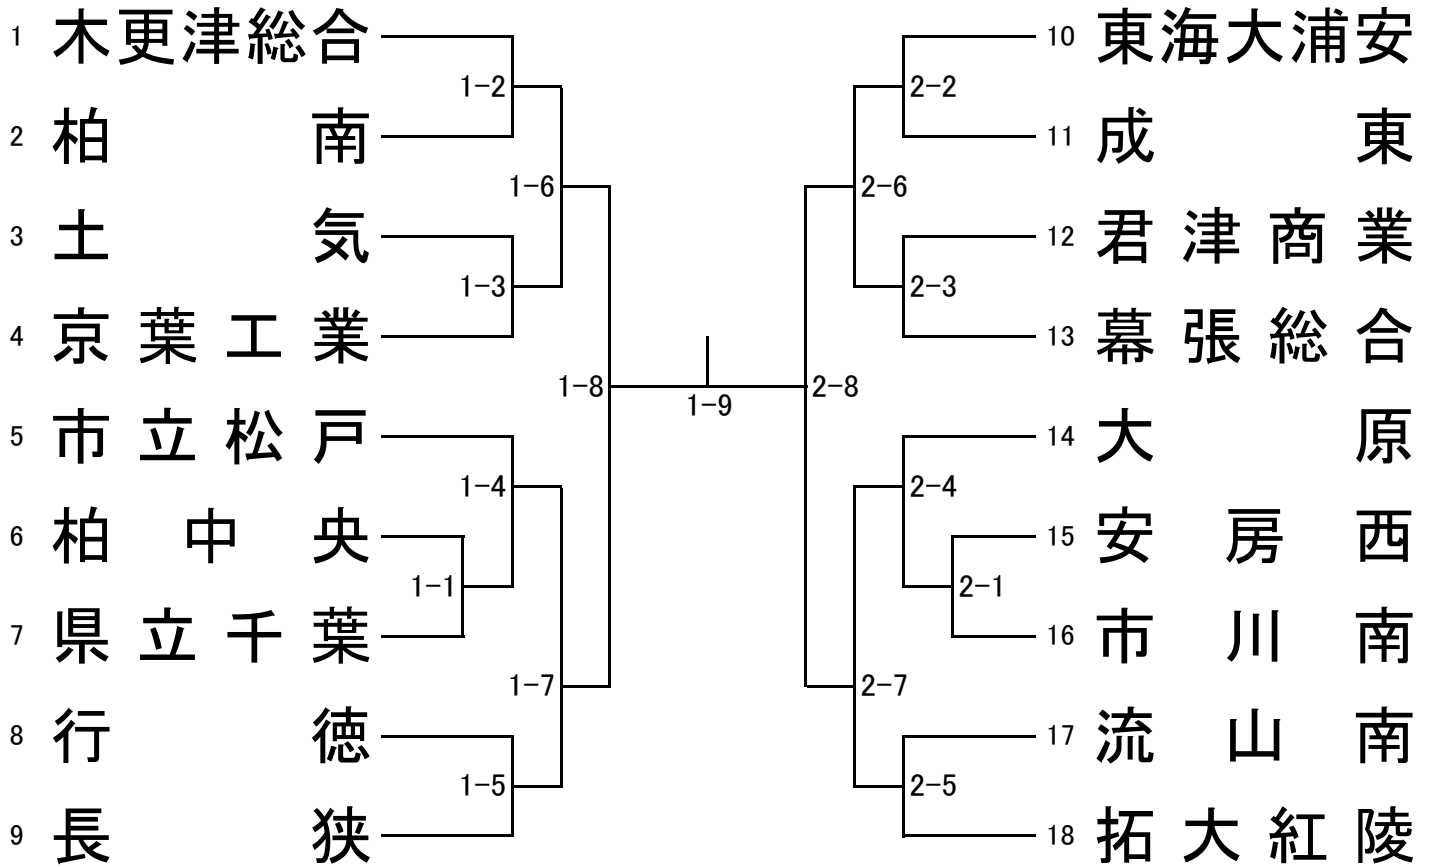 1 木更津総合
1-2
2 柏南
1-6
3 土気
1-3
4 京葉工業
1-8
5 市立松戸
1-4
6 柏中央
1-1
7 県立千葉
1-7
8 行徳
1-5
9 長狭
1-9
10 東海大浦安
2-2
11 成東
2-6
12 君津商業
2-3
13 幕張総合
2-8
14 大原
2-4
15 安房西
2-1
16 市川南
2-7
17 流山南
2-5
18 拓大紅陵